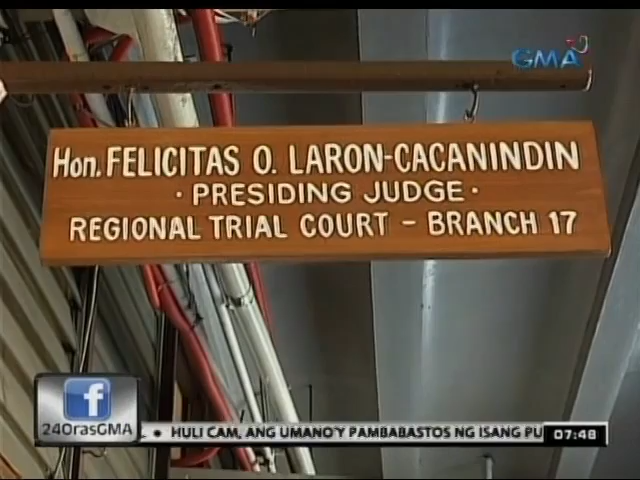 GMA
Hon. FELICITAS O. LARON-CACANINDIN
· PRESIDING JUDGE ·
REGIONAL TRIAL COURT - BRANCH 17
f
24OrasGMA
L • HULI CAM, ANG UMANO'Y PAMBABASTOS NG ISANG PU
07:48